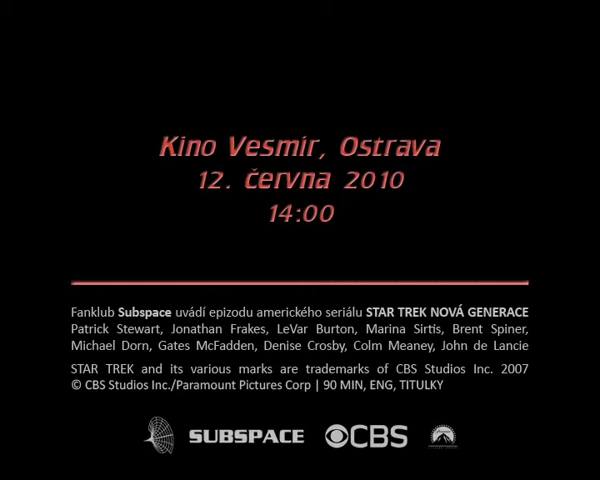 Kino Vesmír, Ostrava
12. června 2010
14:00
Fanklub Subspace uvádí epizodu amerického seriálu STAR TREK NOVÁ GENERACE
Patrick Stewart, Jonathan Frakes, LeVar Burton, Marina Sirtis, Brent Spiner,
Michael Dorn, Gates McFadden, Denise Crosby, Colm Meaney, John de Lancie
STAR TREK and its various marks are trademarks of CBS Studios Inc. 2007
© CBS Studios Inc./Paramount Pictures Corp | 90 MIN, ENG, TITULKY
SUBSPACE CBS